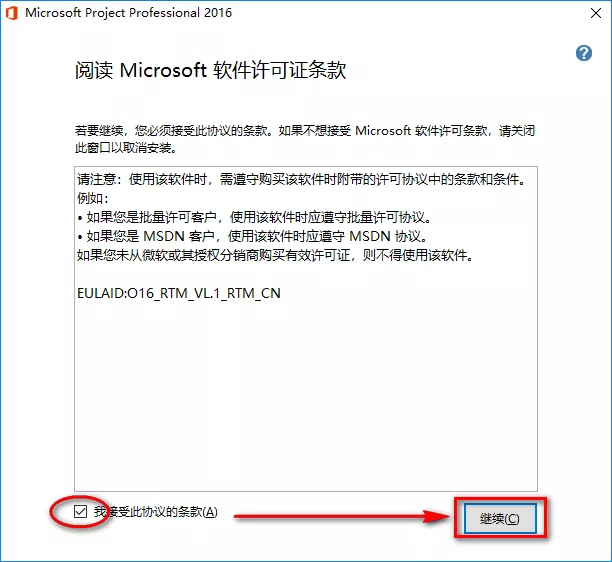 Microsoft Project Professional 2016
阅读 Microsoft 软件许可证条款
若要继续，您必须接受此协议的条款。如果不想接受 Microsoft 软件许可条款，请关闭
此窗口以取消安装。
请注意：使用该软件时，需遵守购买该软件时附带的许可协议中的条款和条件。
例如：
• 如果您是批量许可客户，使用该软件时应遵守批量许可协议。
• 如果您是 MSDN 客户，使用该软件时应遵守 MSDN 协议。
如果您未从微软或其授权分销商购买有效许可证，则不得使用该软件。
EULAID:O16_RTM_VL.1_RTM_CN
我接受此协议的条款(A)
继续(C)